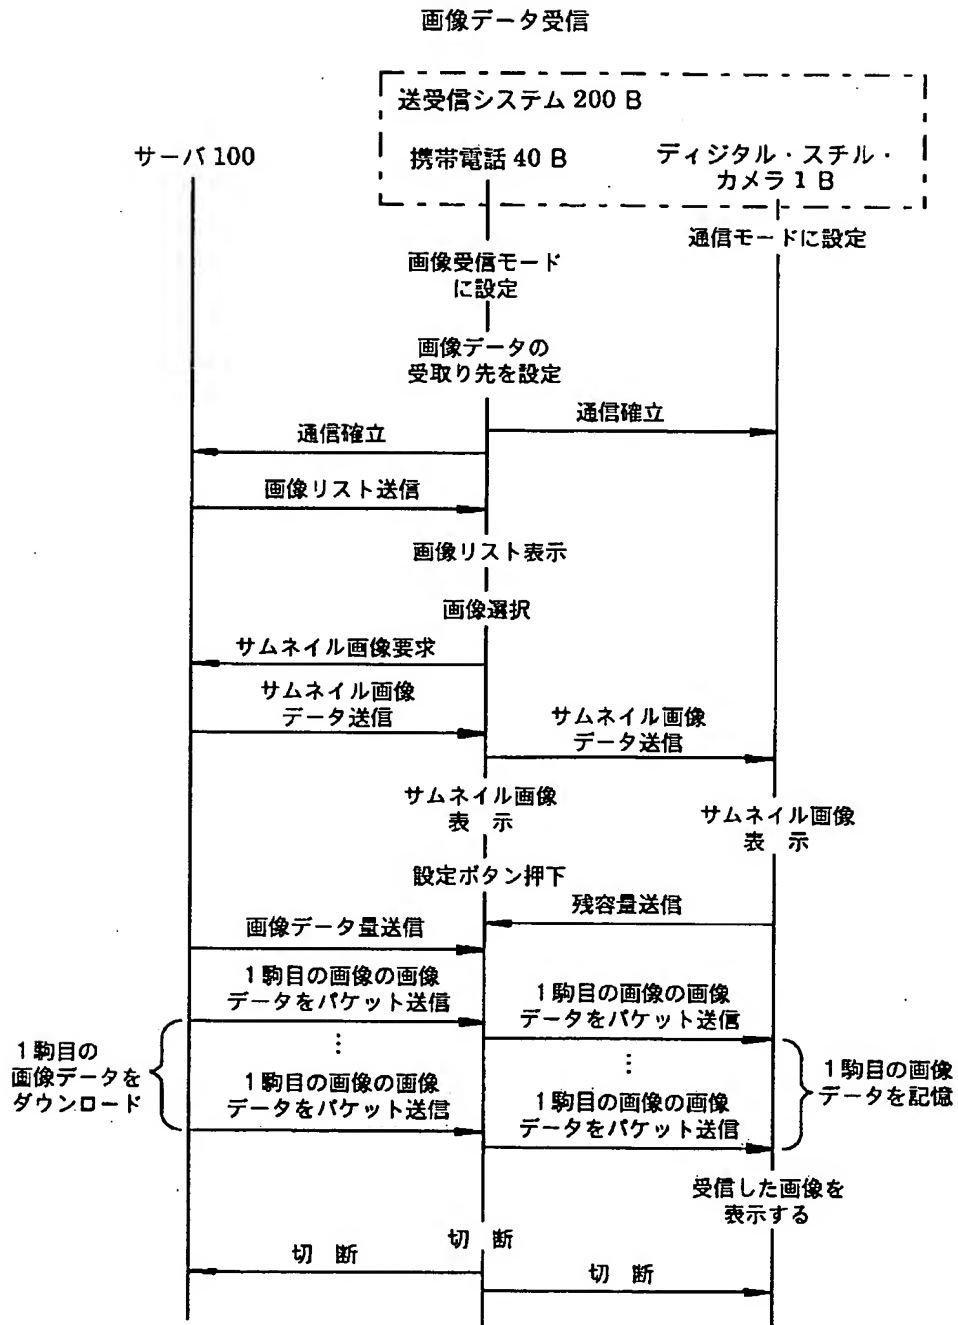 画像データ受信
送受信システム 200 B
サーバ 100
携帯電話 40 B
ディジタル・スチル・
カメラ 1 B
通信モードに設定
画像受信モード
に設定
画像データの
受取り先を設定
通信確立
通信確立
画像リスト送信
画像リスト表示
画像選択
サムネイル画像要求
サムネイル画像
データ送信
サムネイル画像
データ送信
サムネイル画像
表 示
サムネイル画像
表 示
設定ボタン押下
残容量送信
画像データ量送信
1駒目の画像の画像
データをパケット送信
1駒目の画像の画像
データをパケット送信
⋮
⋮
1駒目の
画像データを
ダウンロード
1駒目の画像の画像
データをパケット送信
1駒目の画像の画像
データをパケット送信
1駒目の画像
データを記憶
受信した画像を
表示する
切 断
切 断
切 断